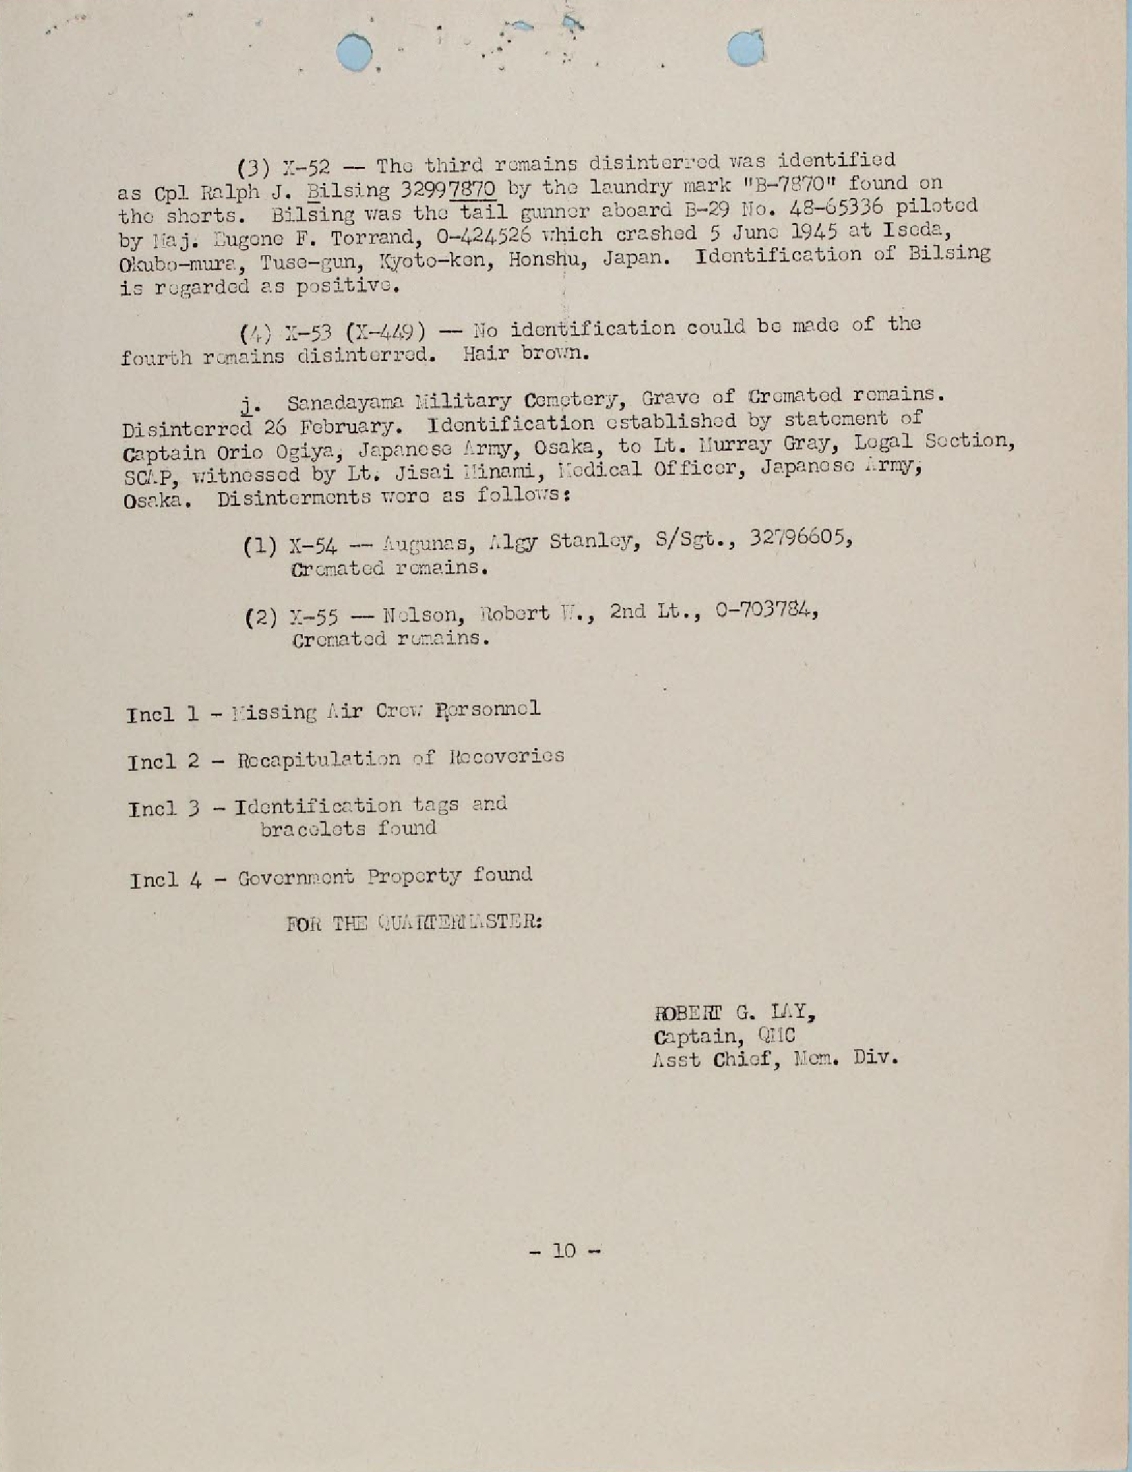 (3) X-52 — The third remains disinterred was identified
as Cpl Ralph J. Bilsing 32997870 by the laundry mark "B-7870" found on
the shorts. Bilsing was the tail gunner aboard B-29 No. 48-65336 piloted
by Maj. Eugene F. Torrand, O-424526 which crashed 5 June 1945 at Iseda,
Okubo-mura, Tuse-gun, Kyoto-ken, Honshu, Japan. Identification of Bilsing
is regarded as positive.
(4) X-53 (X-449) — No identification could be made of the
fourth remains disinterred. Hair brown.
j. Sanadayama Military Cemetery, Grave of Cremated remains.
Disinterred 26 February. Identification established by statement of
Captain Orio Ogiya, Japanese Army, Osaka, to Lt. Murray Gray, Legal Section,
SCAP, witnessed by Lt. Jisai Minami, Medical Officer, Japanese Army,
Osaka. Disinterments were as follows:
(1) X-54 — Augunas, Algy Stanley, S/Sgt., 32796605,
Cremated remains.
(2) X-55 — Nelson, Robert W., 2nd Lt., O-703784,
Cremated remains.
Incl 1 - Missing Air Crew Personnel
Incl 2 - Recapitulation of Recoveries
Incl 3 - Identification tags and
bracelets found
Incl 4 - Government Property found
FOR THE QUARTERMASTER:
ROBERT G. LAY,
Captain, QMC
Asst Chief, Mem. Div.
- 10 -